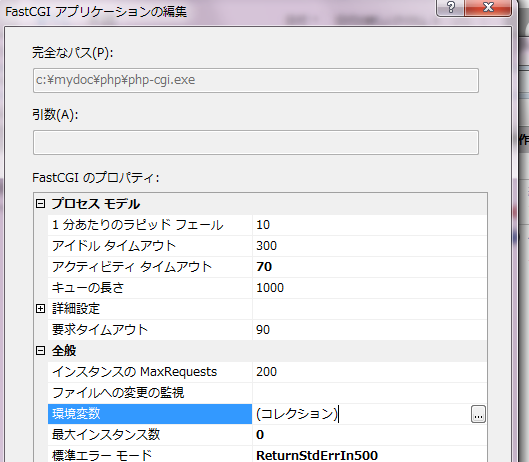 FastCGI アプリケーションの編集
完全なパス(P):
c:¥mydoc¥php¥php-cgi.exe
引数(A):
FastCGI のプロパティ:
プロセス モデル
1 分あたりのラピッド フェール 10
アイドル タイムアウト 300
アクティビティ タイムアウト 70
キューの長さ 1000
詳細設定
要求タイムアウト 90
全般
インスタンスの MaxRequests 200
ファイルへの変更の監視
環境変数 (コレクション) ...
最大インスタンス数 0
標準エラー モード ReturnStdErrIn500
作